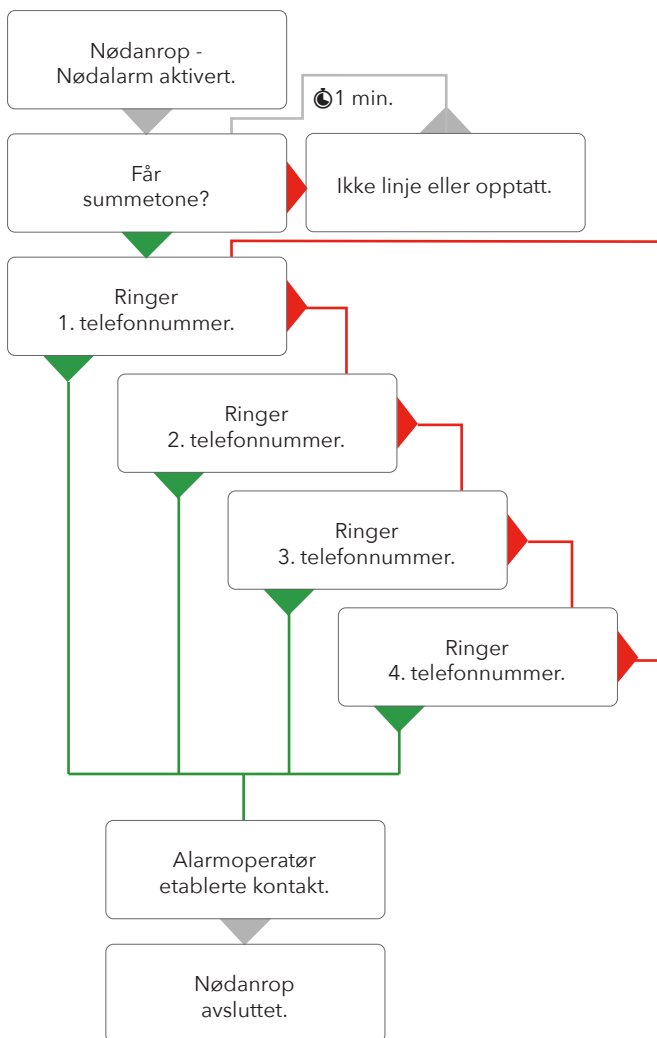 Nødanrop -
Nødalarm aktivert.
1 min.
Får
summetone?
Ikke linje eller opptatt.
Ringer
1. telefonnummer.
Ringer
2. telefonnummer.
Ringer
3. telefonnummer.
Ringer
4. telefonnummer.
Alarmoperatør
etablerte kontakt.
Nødanrop
avsluttet.